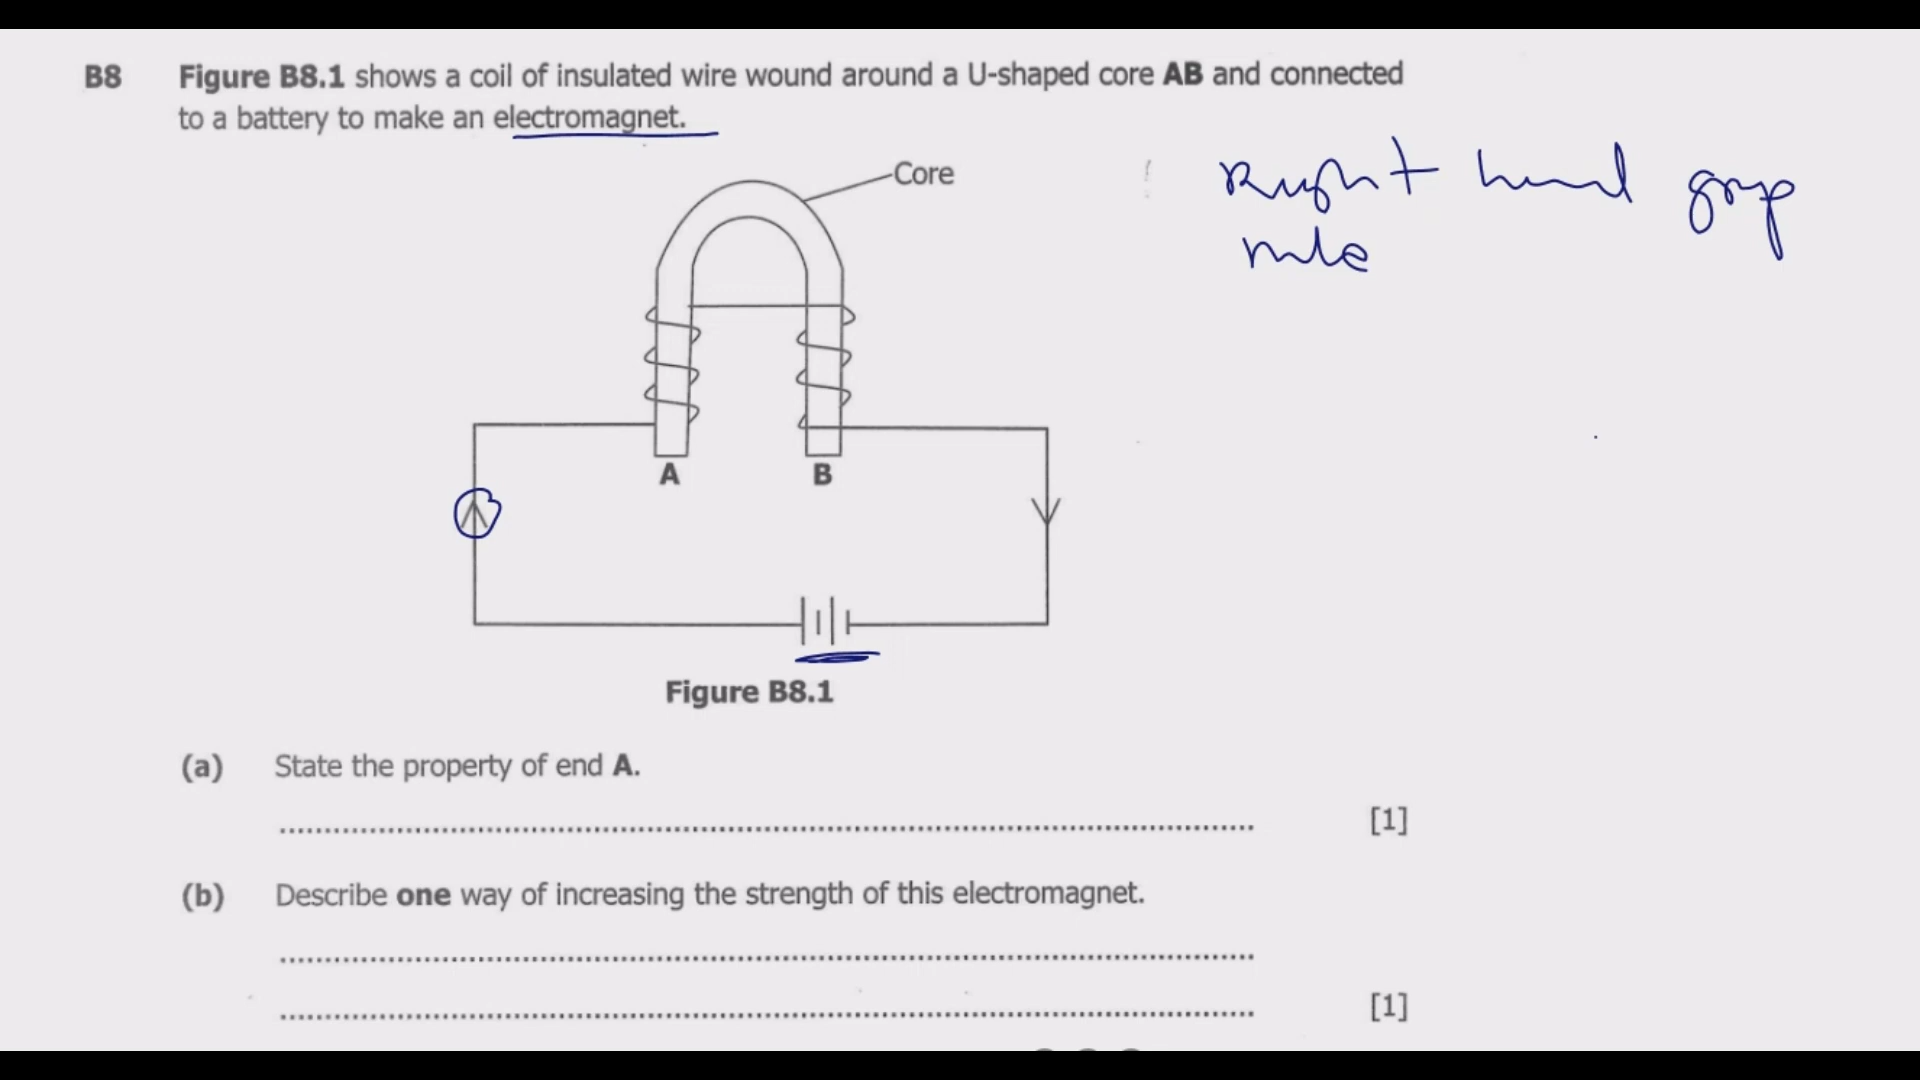 B8 Figure B8.1 shows a coil of insulated wire wound around a U-shaped core AB and connected
to a battery to make an electromagnet.
Core
Right hand grip
rule
A B
Figure B8.1
(a) State the property of end A.
[1]
(b) Describe one way of increasing the strength of this electromagnet.
[1]